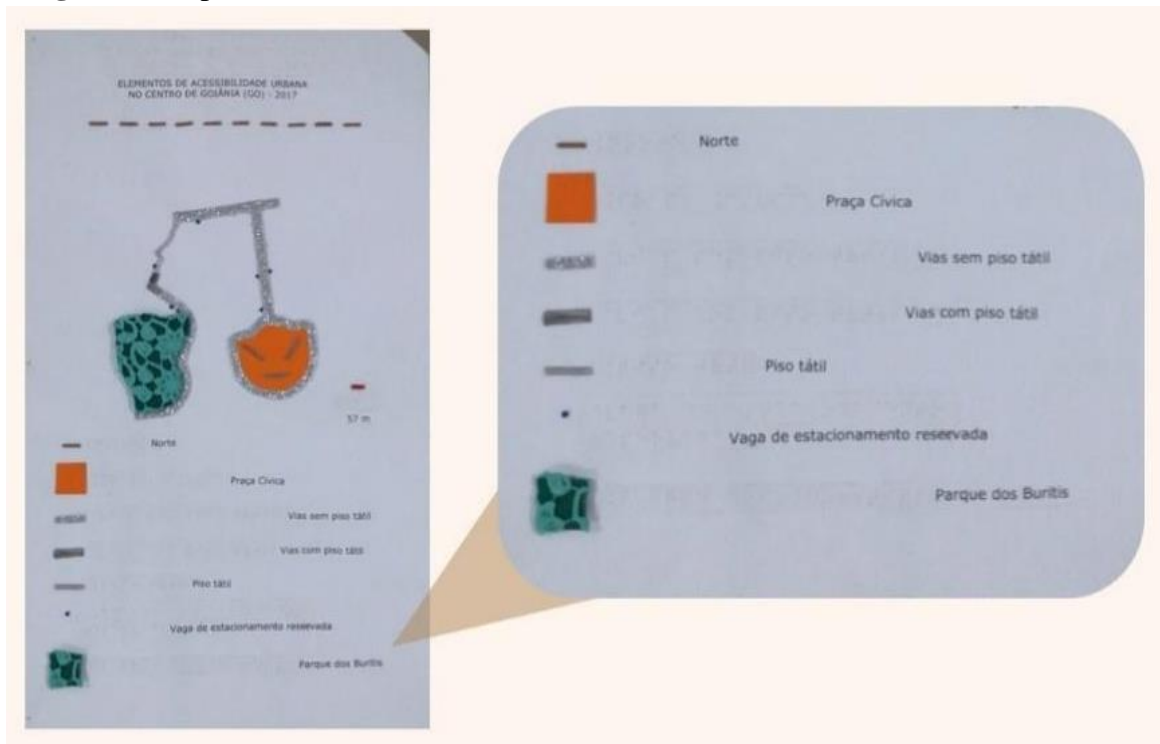 ELEMENTOS DE ACESSIBILIDADE URBANA
NO CENTRO DE GOIÂNIA (GO) - 2017
57 m
Norte
Praça Cívica
Vias sem piso tátil
Vias com piso tátil
Piso tátil
Vaga de estacionamento reservada
Parque dos Buritis
Norte
Praça Cívica
Vias sem piso tátil
Vias com piso tátil
Piso tátil
Vaga de estacionamento reservada
Parque dos Buritis